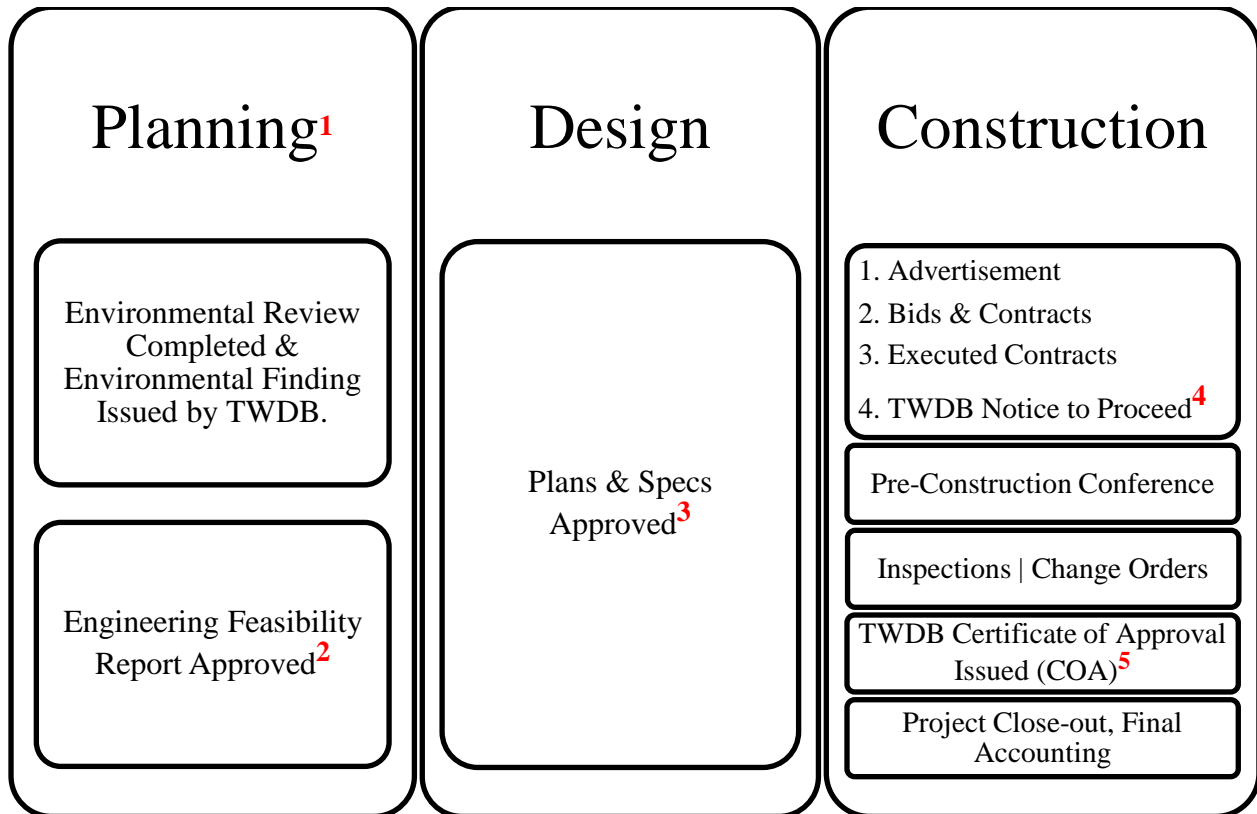 Planning1
Environmental Review
Completed &
Environmental Finding
Issued by TWDB.
Engineering Feasibility
Report Approved2
Design
Plans & Specs
Approved3
Construction
1. Advertisement
2. Bids & Contracts
3. Executed Contracts
4. TWDB Notice to Proceed4
Pre-Construction Conference
Inspections | Change Orders
TWDB Certificate of Approval
Issued (COA)5
Project Close-out, Final
Accounting